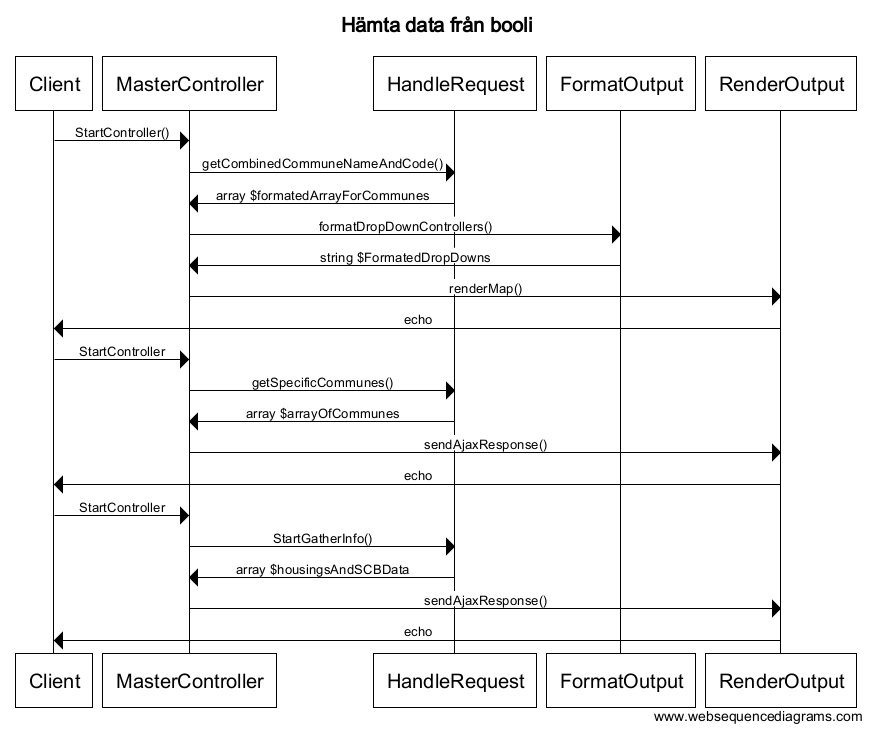 Hämta data från booli
Client
MasterController
HandleRequest
FormatOutput
RenderOutput
StartController()
getCombinedCommuneNameAndCode()
array $formatedArrayForCommunes
formatDropDownControllers()
string $FormatedDropDowns
renderMap()
echo
StartController
getSpecificCommunes()
array $arrayOfCommunes
sendAjaxResponse()
echo
StartController
StartGatherInfo()
array $housingsAndSCBData
sendAjaxResponse()
echo
Client
MasterController
HandleRequest
FormatOutput
RenderOutput
www.websequencediagrams.com